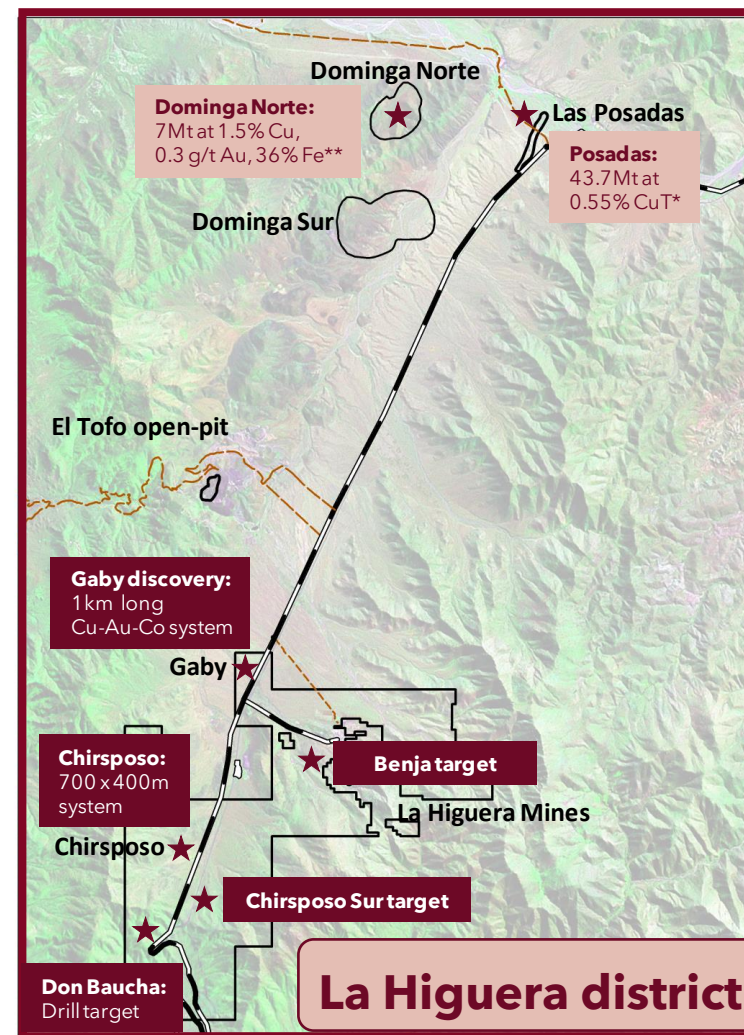 Dominga Norte
Dominga Norte:
7Mt at 1.5% Cu,
0.3 g/t Au, 36% Fe**
Las Posadas
Posadas:
43.7Mt at
0.55% CuT*
Dominga Sur
El Tofo open-pit
Gaby discovery:
1km long
Cu-Au-Co system
Gaby
Chirsposo:
700 x 400m
system
Benja target
La Higuera Mines
Chirsposo
Chirsposo Sur target
Don Baucha:
Drill target
La Higuera district